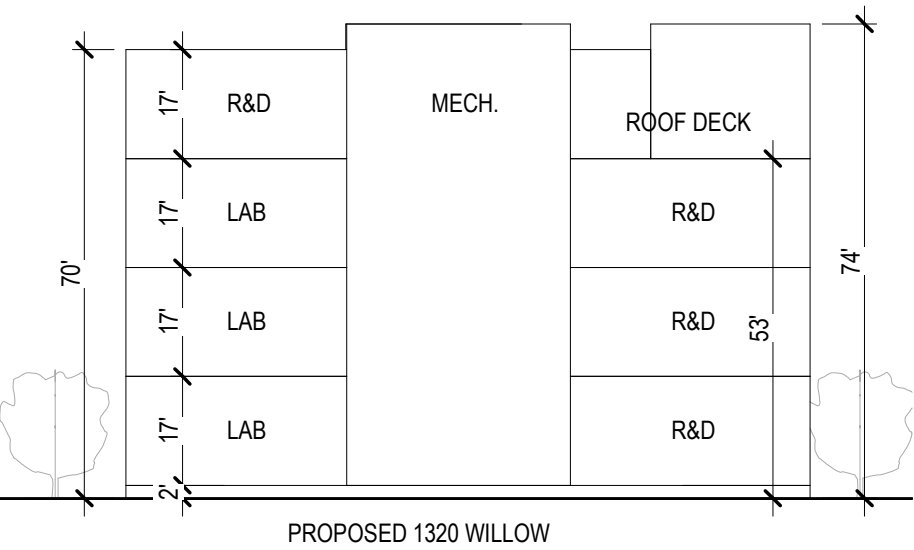 17' R&D MECH. ROOF DECK
17' LAB R&D
70' 74'
17' LAB R&D 53'
17' LAB R&D
2'
PROPOSED 1320 WILLOW